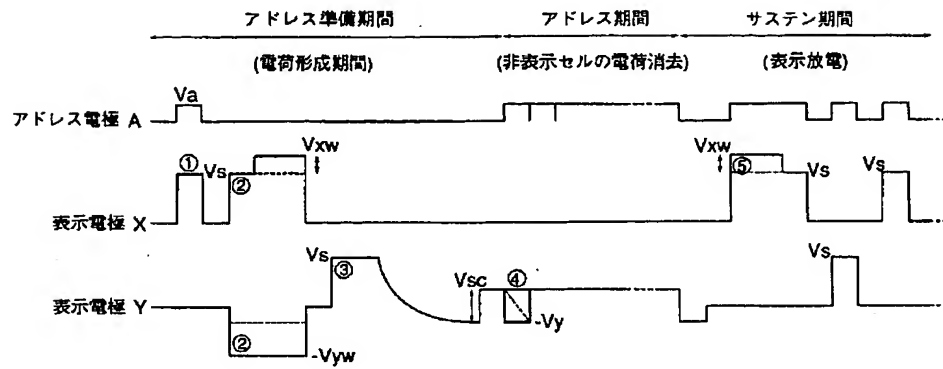 アドレス準備期間 アドレス期間 サステン期間
(電荷形成期間) (非表示セルの電荷消去) (表示放電)
Va
アドレス電極 A
Vxw Vxw
① Vs ② ⑤ Vs Vs
表示電極 X
Vs ③ Vsc ④ Vs
表示電極 Y
-Vy
② -Vyw